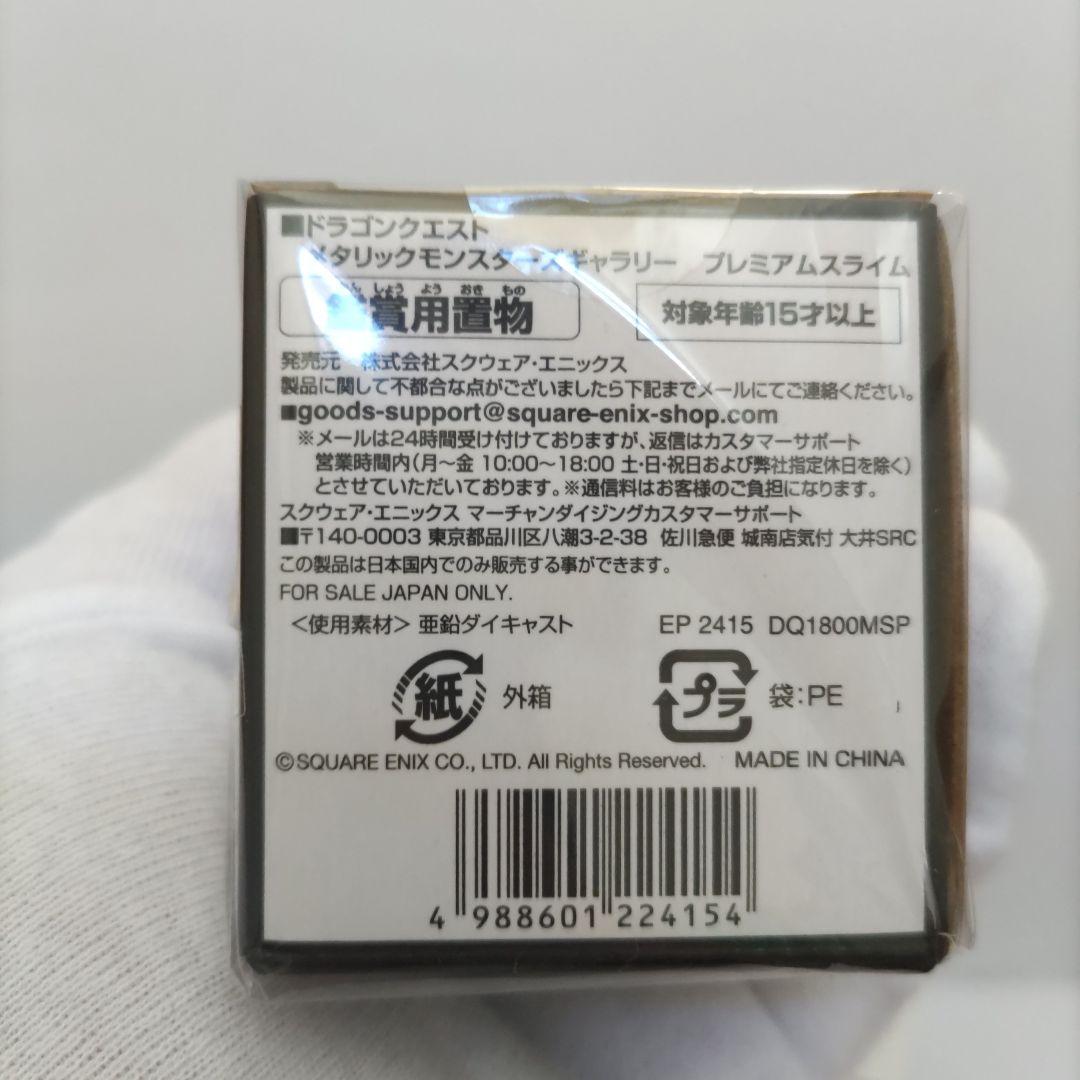 ■ドラゴンクエスト
メタリックモンスターズギャラリー プレミアムスライム
かんしょうようおきもの
鑑賞用置物
対象年齢15才以上
発売元 株式会社スクウェア・エニックス
製品に関して不都合な点がございましたら下記までメールにてご連絡ください。
■goods-support@square-enix-shop.com
※メールは24時間受け付けておりますが、返信はカスタマーサポート
営業時間内(月〜金 10:00〜18:00 土・日・祝日および弊社指定休日を除く)
とさせていただいております。※通信料はお客様のご負担になります。
スクウェア・エニックス マーチャンダイジングカスタマーサポート
■〒140-0003 東京都品川区八潮3-2-38 佐川急便 城南店気付 大井SRC
この製品は日本国内でのみ販売する事ができます。
FOR SALE JAPAN ONLY.
<使用素材> 亜鉛ダイキャスト EP 2415 DQ1800MSP
紙 外箱 プラ 袋:PE
©SQUARE ENIX CO., LTD. All Rights Reserved. MADE IN CHINA
4 988601 224154